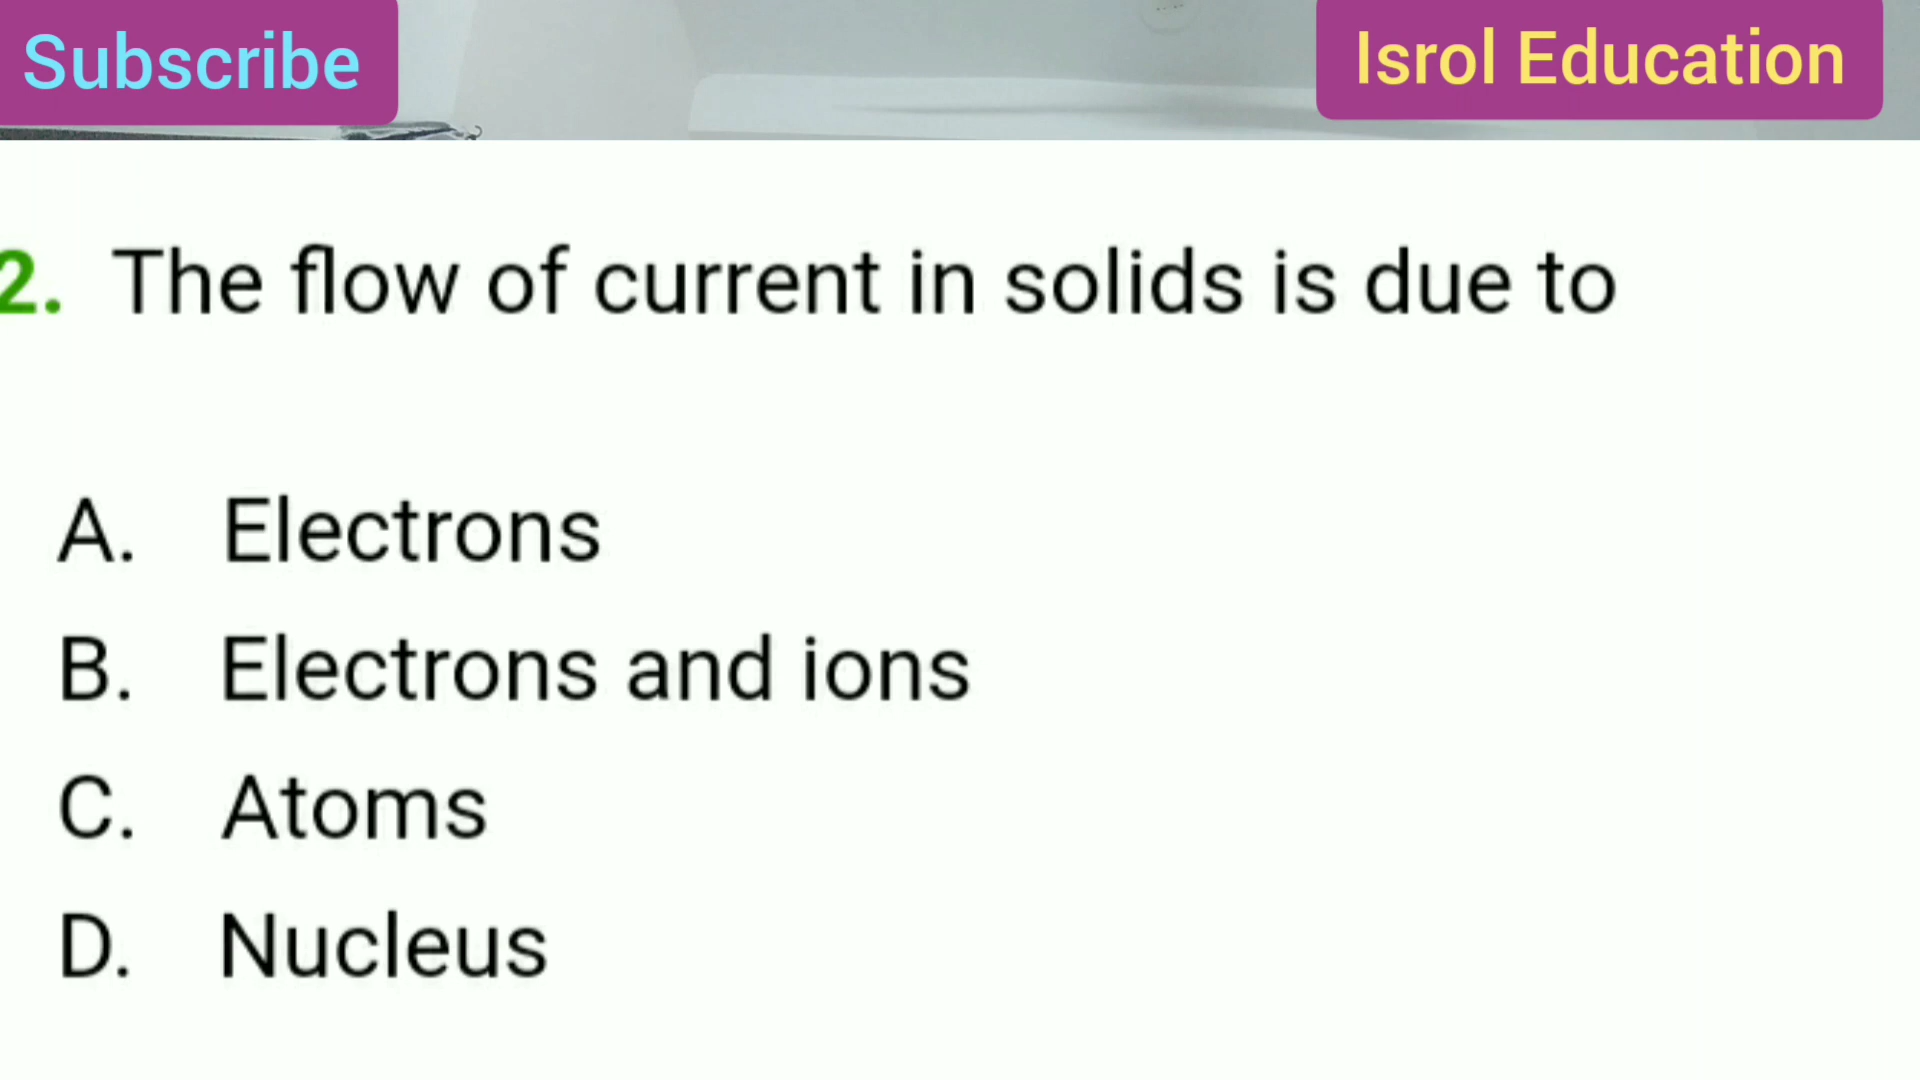 Subscribe
Isrol Education
2. The flow of current in solids is due to
A. Electrons
B. Electrons and ions
C. Atoms
D. Nucleus